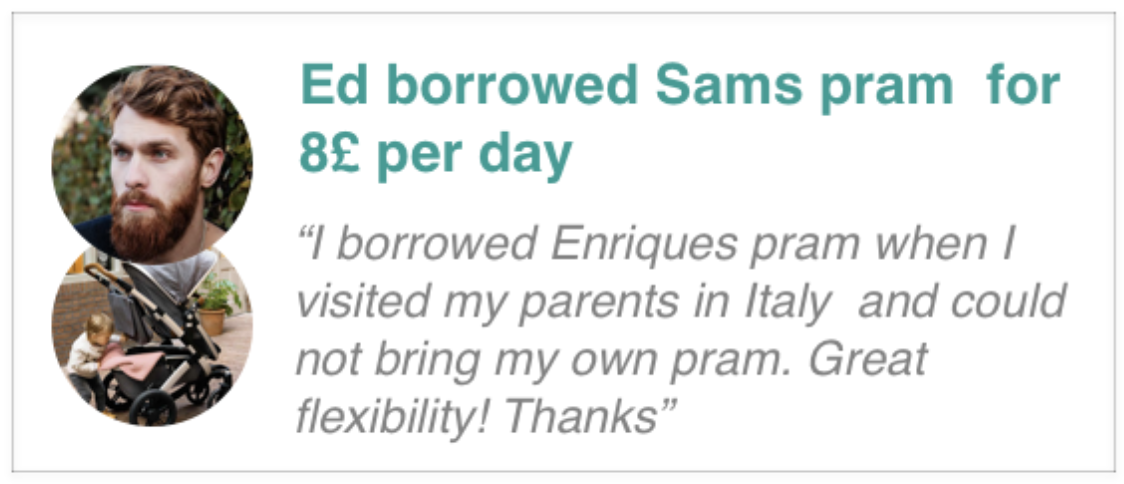 Ed borrowed Sams pram  for
8£ per day
“I borrowed Enriques pram when I
visited my parents in Italy  and could
not bring my own pram. Great
flexibility! Thanks”